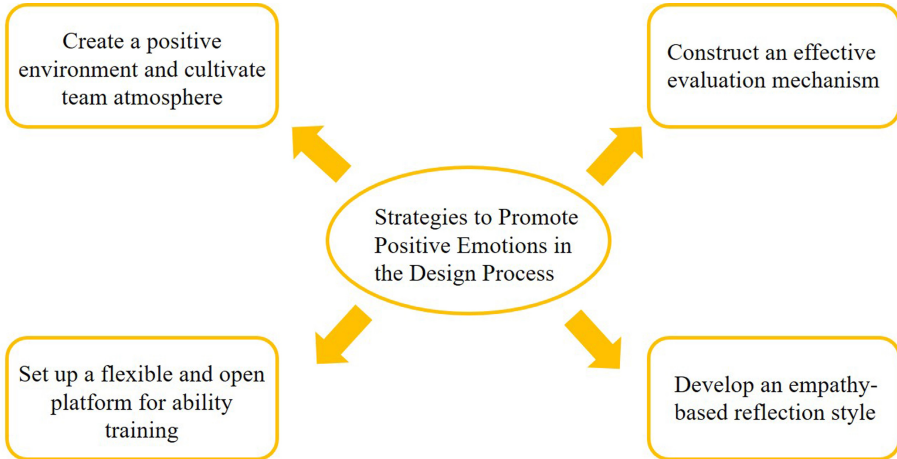 Create a positive
environment and cultivate
team atmosphere
Construct an effective
evaluation mechanism
Strategies to Promote
Positive Emotions in
the Design Process
Set up a flexible and open
platform for ability
training
Develop an empathy-
based reflection style